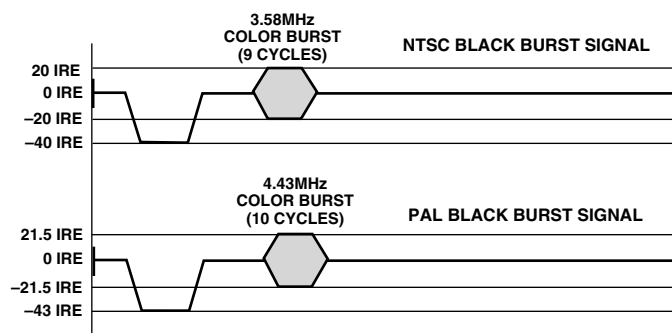 3.58MHz
COLOR BURST
(9 CYCLES)
NTSC BLACK BURST SIGNAL
20 IRE
0 IRE
–20 IRE
–40 IRE
4.43MHz
COLOR BURST
(10 CYCLES)
PAL BLACK BURST SIGNAL
21.5 IRE
0 IRE
–21.5 IRE
–43 IRE